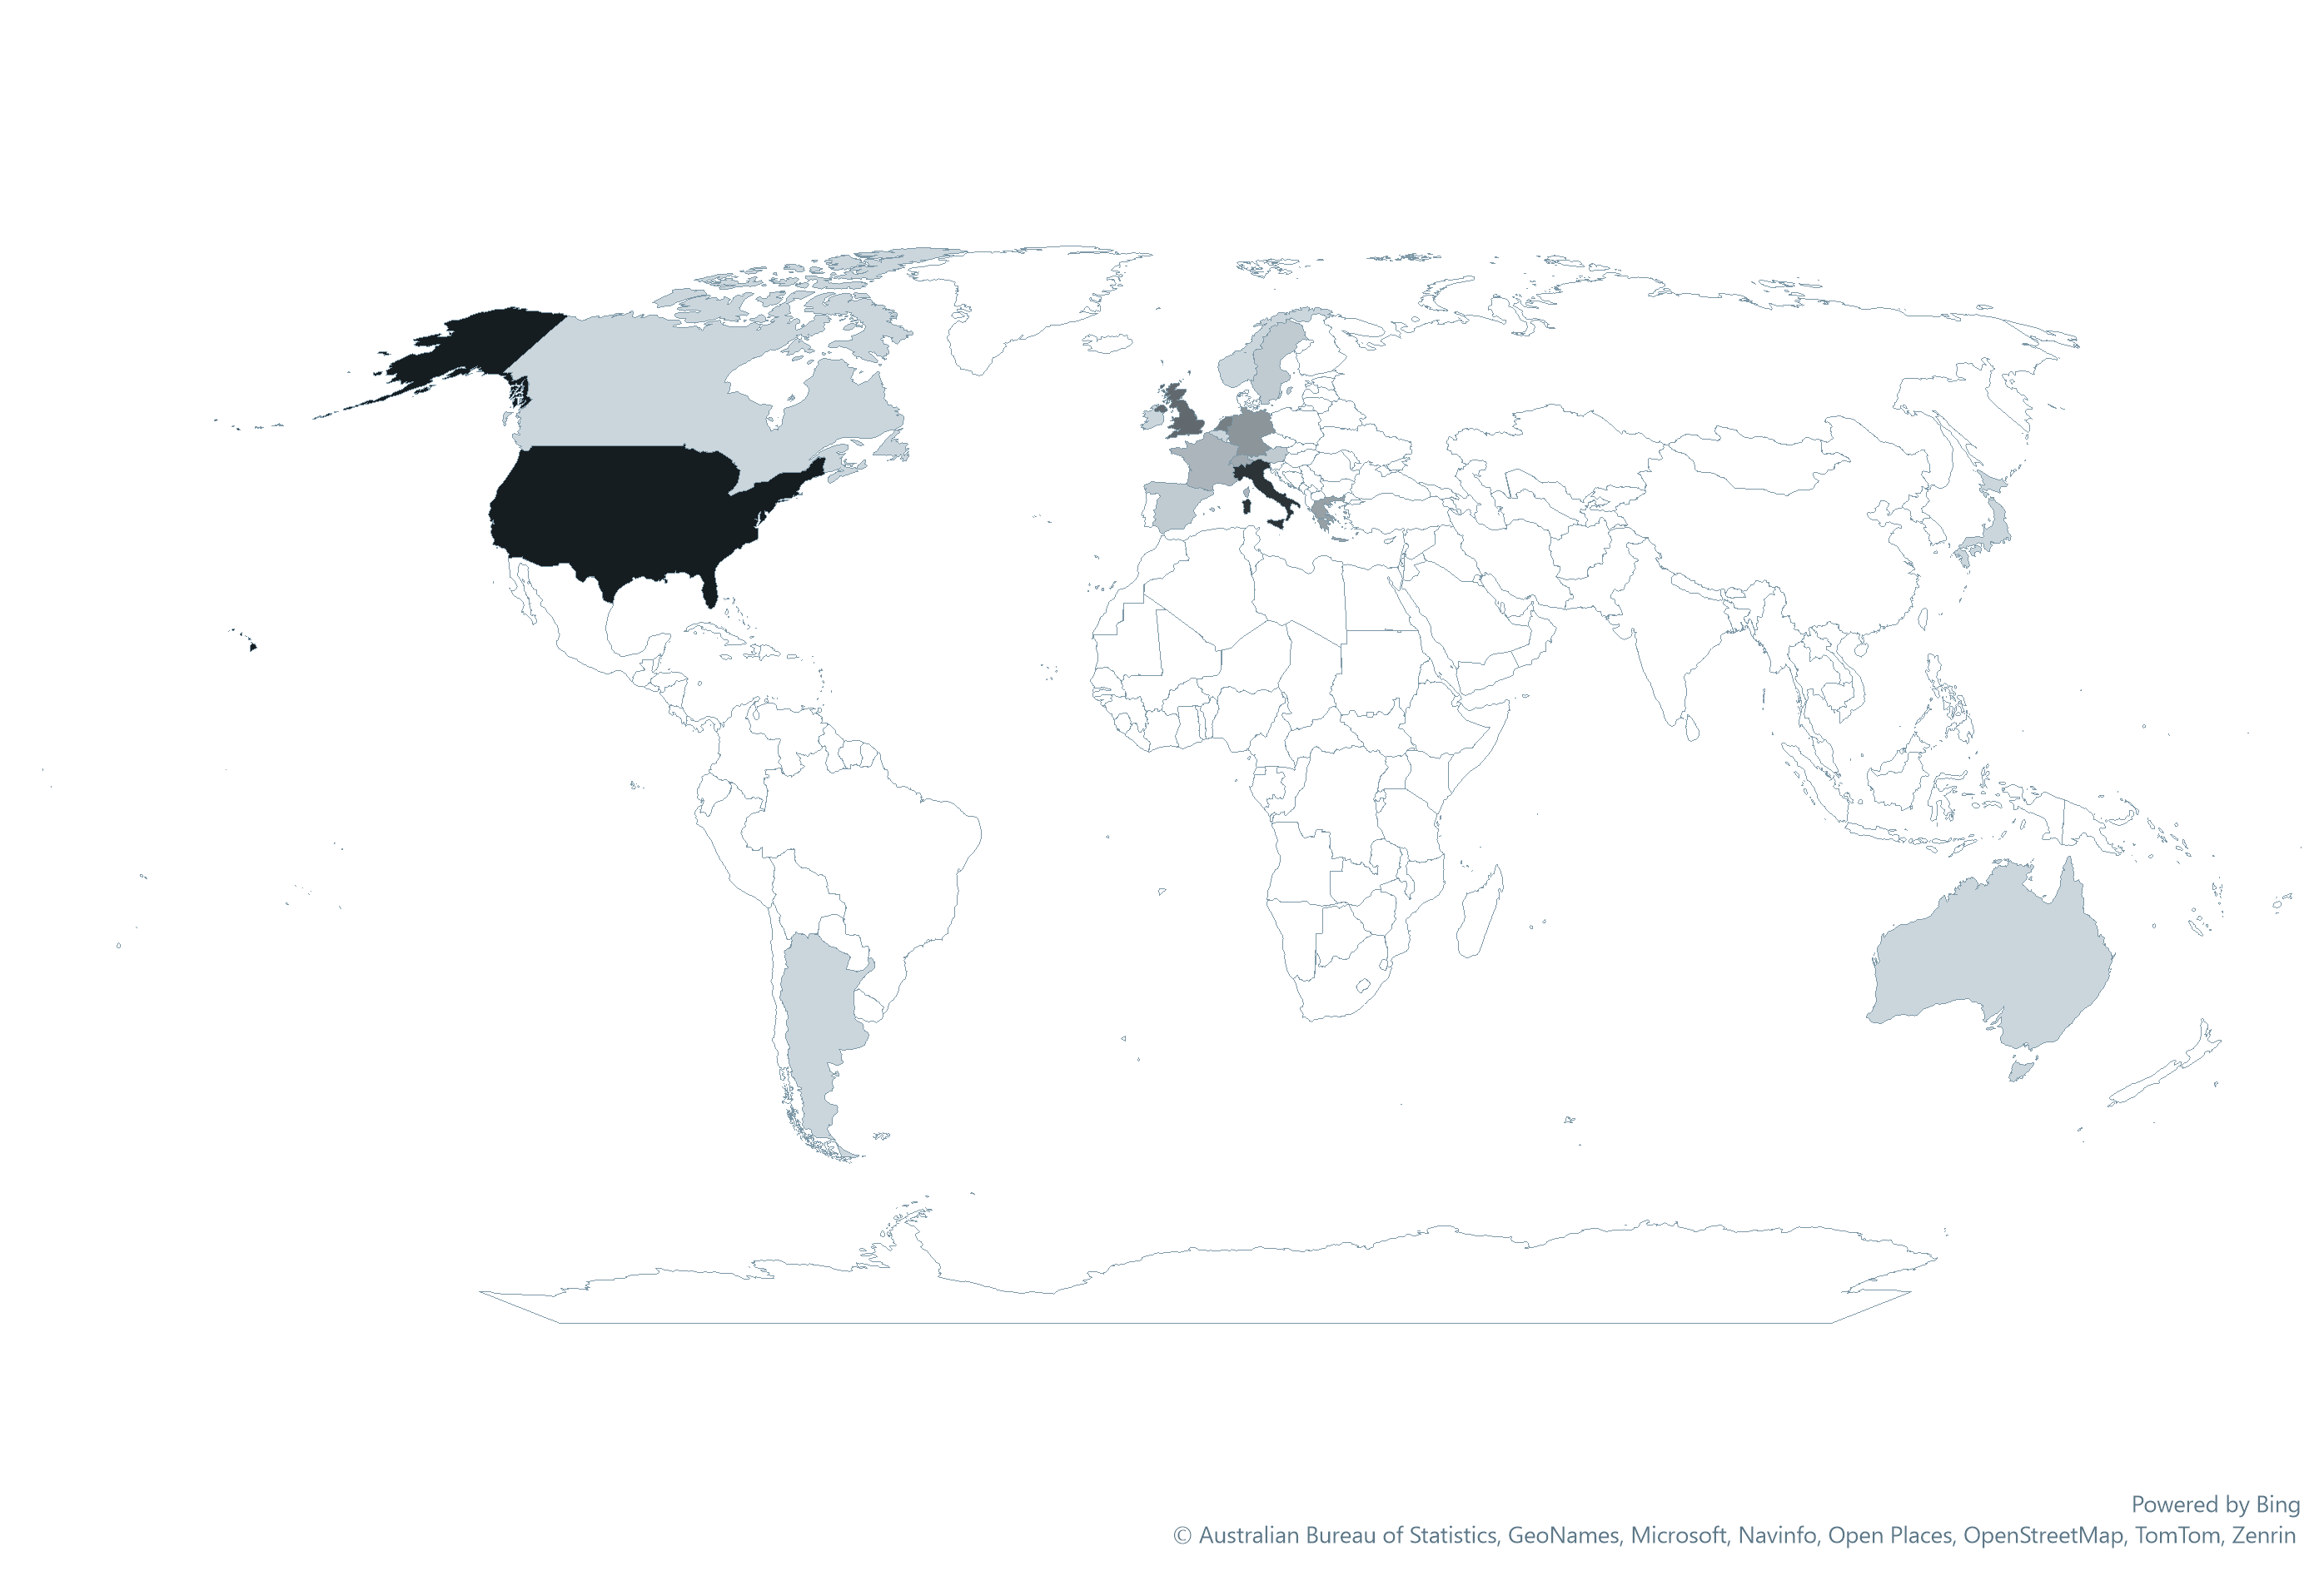 Powered by Bing
© Australian Bureau of Statistics, GeoNames, Microsoft, Navinfo, Open Places, OpenStreetMap, TomTom, Zenrin